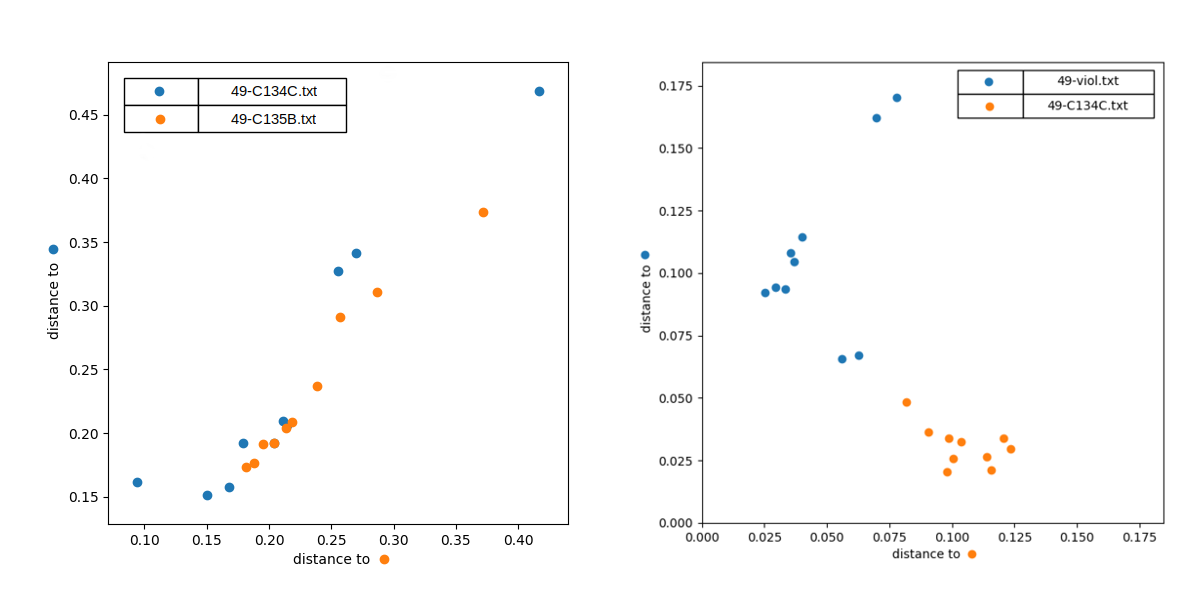 49-C134C.txt
49-C135B.txt
0.45
0.40
0.35
0.30
0.25
0.20
0.15
distance to
0.10 0.15 0.20 0.25 0.30 0.35 0.40
distance to
49-viol.txt
49-C134C.txt
0.175
0.150
0.125
0.100
0.075
0.050
0.025
0.000
distance to
0.000 0.025 0.050 0.075 0.100 0.125 0.150 0.175
distance to